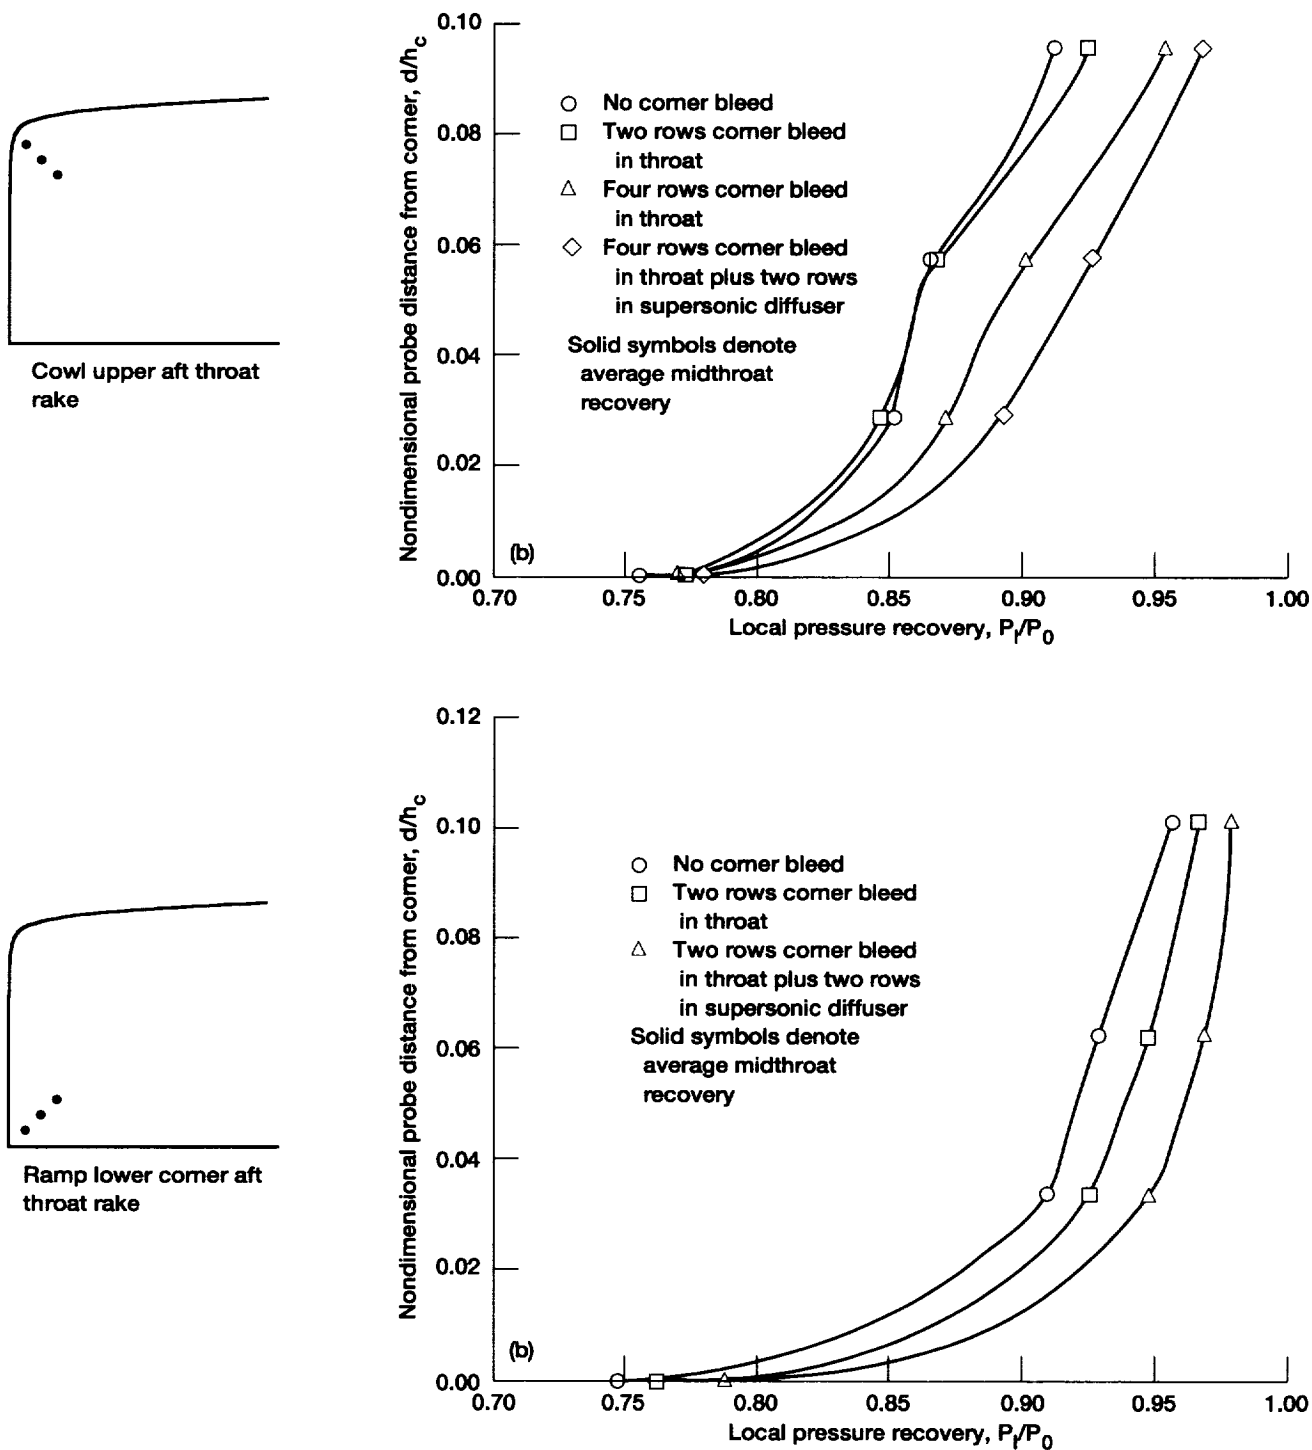 0.10
0.08
0.06
0.04
0.02
0.00
Nondimensional probe distance from corner, d/hc
No corner bleed
Two rows corner bleed
in throat
Four rows corner bleed
in throat
Four rows corner bleed
in throat plus two rows
in supersonic diffuser
Solid symbols denote
average midthroat
recovery
(b)
0.70 0.75 0.80 0.85 0.90 0.95 1.00
Local pressure recovery, Pl/P0
Cowl upper aft throat
rake
0.12
0.10
0.08
0.06
0.04
0.02
0.00
Nondimensional probe distance from corner, d/hc
No corner bleed
Two rows corner bleed
in throat
Two rows corner bleed
in throat plus two rows
in supersonic diffuser
Solid symbols denote
average midthroat
recovery
(b)
0.70 0.75 0.80 0.85 0.90 0.95 1.00
Local pressure recovery, Pl/P0
Ramp lower corner aft
throat rake